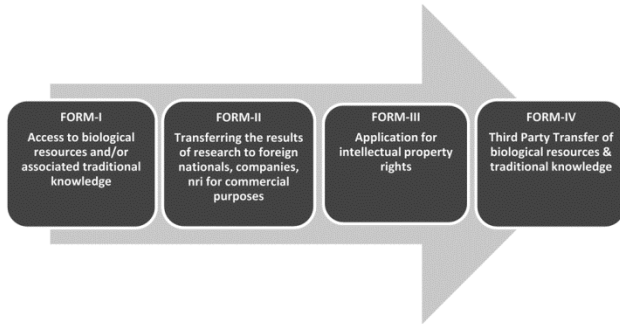 FORM-I
Access to biological
resources and/or
associated traditional
knowledge
FORM-II
Transferring the results
of research to foreign
nationals, companies,
nri for commercial
purposes
FORM-III
Application for
intellectual property
rights
FORM-IV
Third Party Transfer of
biological resources &
traditional knowledge